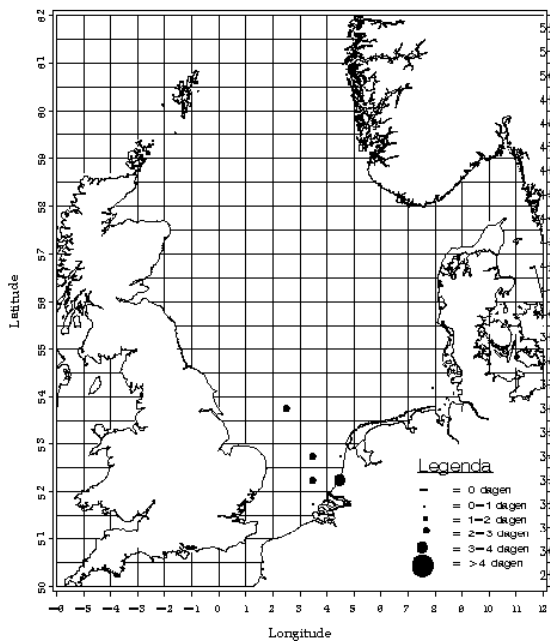 Latitude
62
61
60
59
58
57
56
55
54
53
52
51
50
Legenda
= 0 dagen
= 0-1 dagen
= 1-2 dagen
= 2-3 dagen
= 3-4 dagen
= >4 dagen
-6 -5 -4 -3 -2 -1 0 1 2 3 4 5 6 7 8 9 10 11 12
Longitude